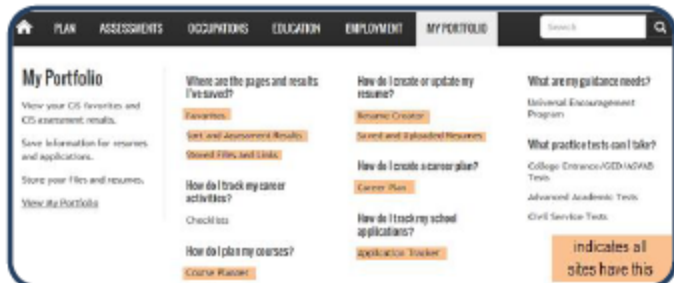 PLAN ASSESSMENTS OCCUPATIONS EDUCATION EMPLOYMENT MY PORTFOLIO Search
My Portfolio
View your CIS favorites and
CIS assessment results.
Save information for resumes
and applications.
Store your files and resumes.
View My Portfolio
Where are the pages and results
I've saved?
Favorites
Sort and Assessment Results
Stored Files and Links
How do I track my career
activities?
Checklists
How do I plan my courses?
Course Planner
How do I create or update my
resume?
Resume Creator
Saved and Uploaded Resumes
How do I create a career plan?
Career Plan
How do I track my school
applications?
Application Tracker
What are my guidance needs?
Universal Encouragement
Program
What practice tests can I take?
College Entrance/GED/ASVAB
Tests
Advanced Academic Tests
Civil Service Tests
indicates all
sites have this